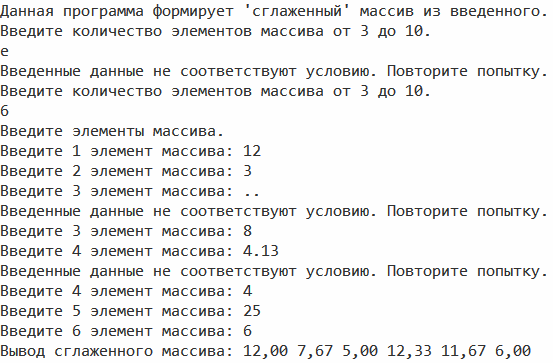 Данная программа формирует 'сглаженный' массив из введенного.
Введите количество элементов массива от 3 до 10.
е
Введенные данные не соответствуют условию. Повторите попытку.
Введите количество элементов массива от 3 до 10.
6
Введите элементы массива.
Введите 1 элемент массива: 12
Введите 2 элемент массива: 3
Введите 3 элемент массива: ..
Введенные данные не соответствуют условию. Повторите попытку.
Введите 3 элемент массива: 8
Введите 4 элемент массива: 4.13
Введенные данные не соответствуют условию. Повторите попытку.
Введите 4 элемент массива: 4
Введите 5 элемент массива: 25
Введите 6 элемент массива: 6
Вывод сглаженного массива: 12,00 7,67 5,00 12,33 11,67 6,00